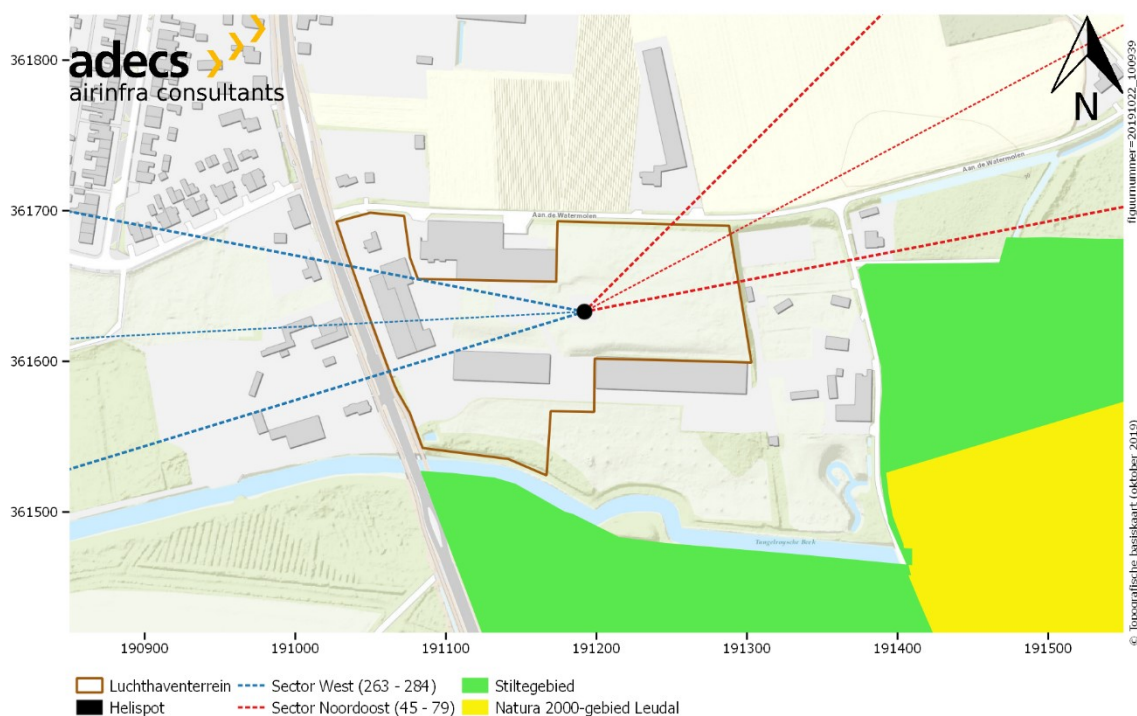 adecs
airinfra consultants
N
figuurnummer=20191022_100939
© Topografische basiskaart (oktober 2019)
361800
361700
361600
361500
Aan de Watermolen
Aan de Watermolen
Tungelroysche Beek
190900 191000 191100 191200 191300 191400 191500
Luchthaventerrein Sector West (263 - 284) Stiltegebied
Helispot Sector Noordoost (45 - 79) Natura 2000-gebied Leudal